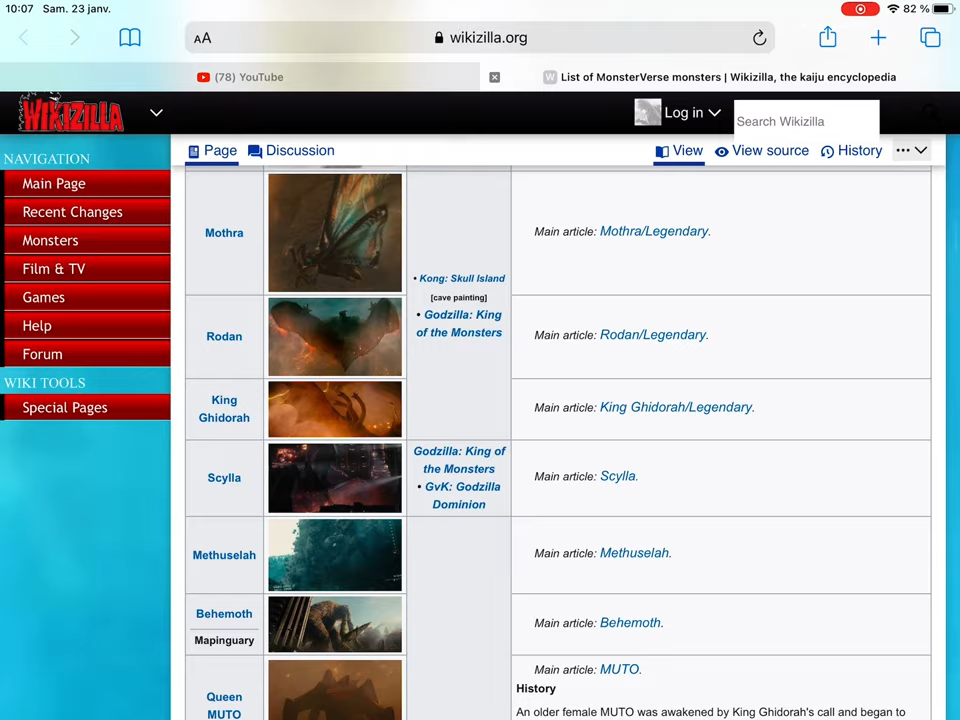 10:07 Sam. 23 janv. 82 %
AA wikizilla.org
(78) YouTube
W List of MonsterVerse monsters | Wikizilla, the kaiju encyclopedia
WIKIZILLA Log in Search Wikizilla
Page Discussion View View source History
NAVIGATION
Main Page
Recent Changes
Monsters
Film & TV
Games
Help
Forum
WIKI TOOLS
Special Pages
Mothra
Main article: Mothra/Legendary.
• Kong: Skull Island
[cave painting]
• Godzilla: King
of the Monsters
Rodan
Main article: Rodan/Legendary.
King
Ghidorah
Main article: King Ghidorah/Legendary.
Scylla
Godzilla: King of
the Monsters
• GvK: Godzilla
Dominion
Main article: Scylla.
Methuselah
Main article: Methuselah.
Behemoth
Mapinguary
Main article: Behemoth.
Queen
MUTO
Main article: MUTO.
History
An older female MUTO was awakened by King Ghidorah's call and began to